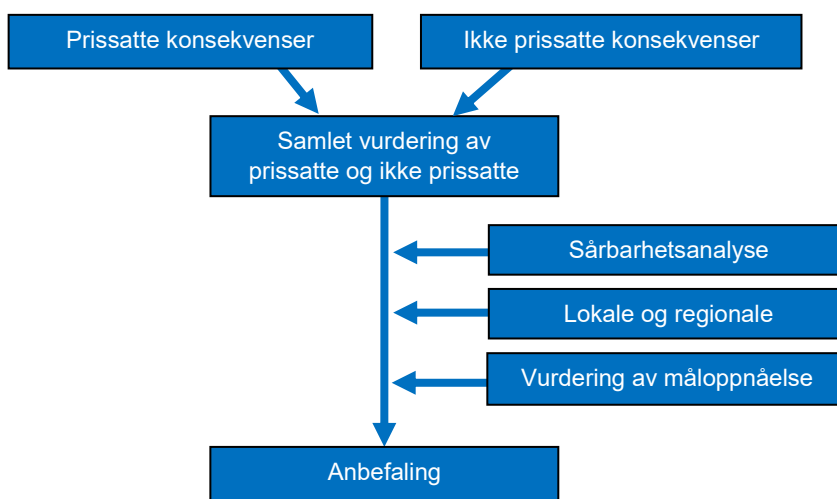 Prissatte konsekvenser
Ikke prissatte konsekvenser
Samlet vurdering av
prissatte og ikke prissatte
Sårbarhetsanalyse
Lokale og regionale
Vurdering av måloppnåelse
Anbefaling